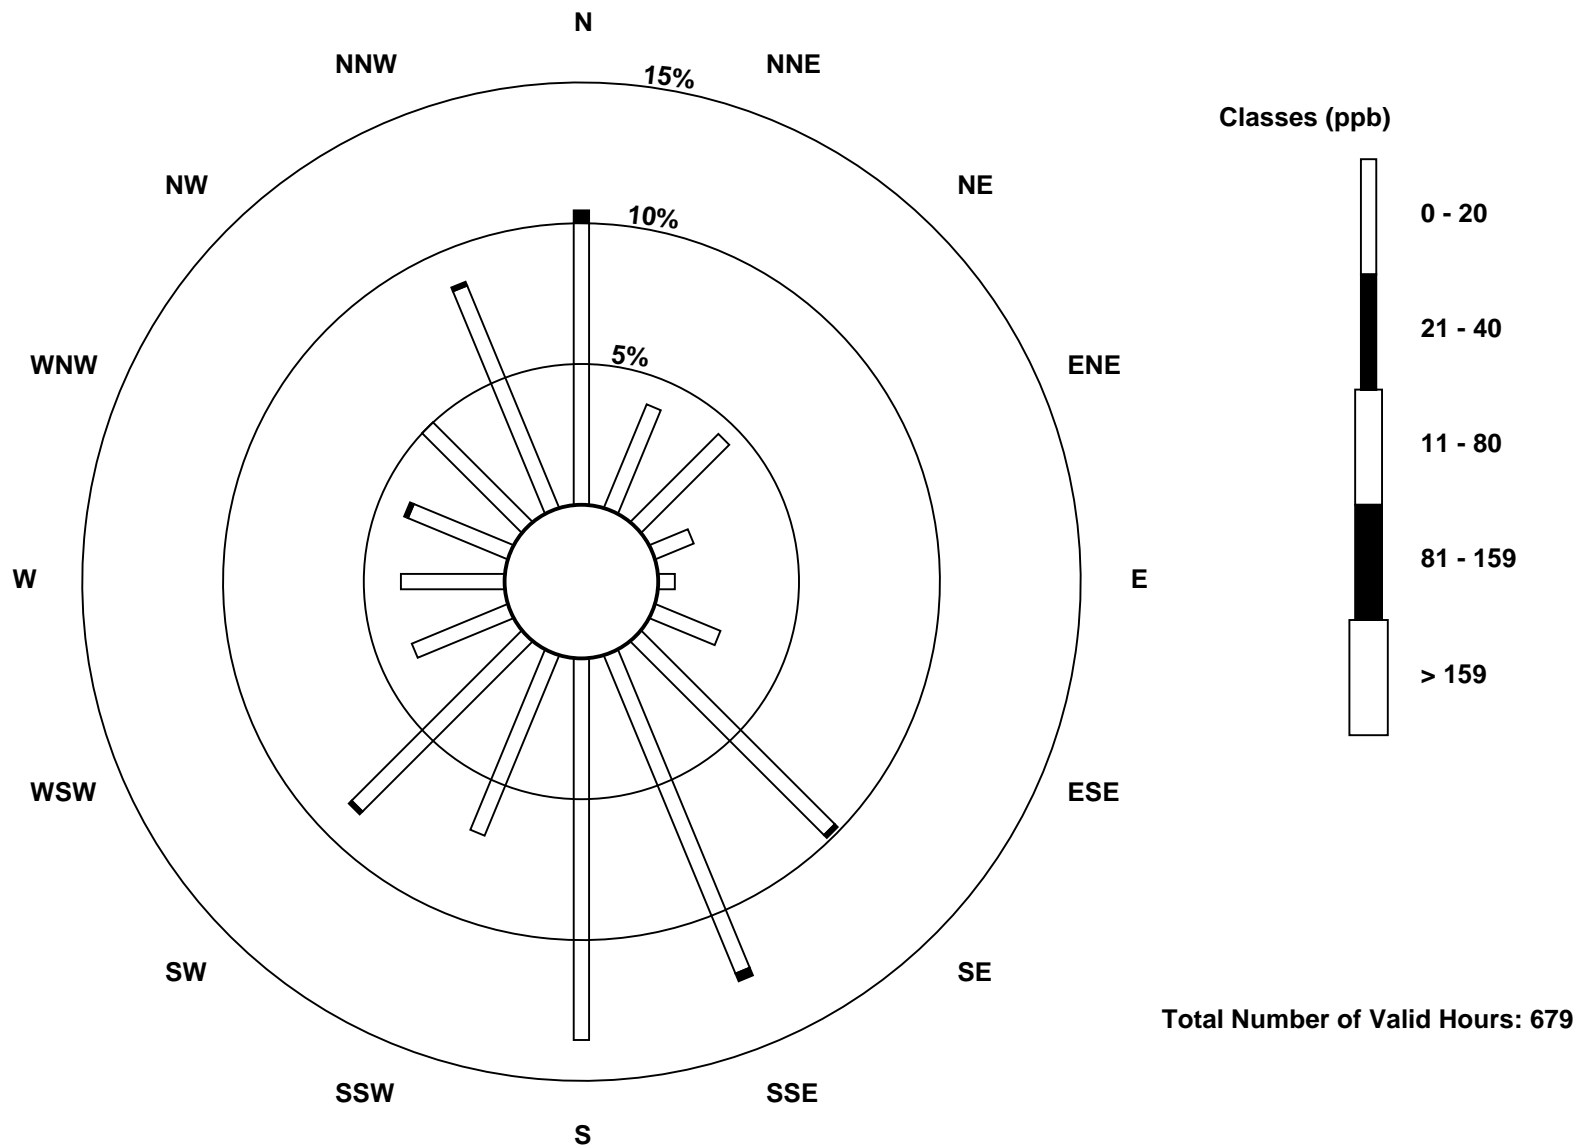 N
NNW
NNE
15%
Classes (ppb)
NW
NE
10%
0 - 20
21 - 40
5%
WNW
ENE
11 - 80
81 - 159
W
E
> 159
WSW
ESE
SW
SE
Total Number of Valid Hours: 679
SSW
SSE
S